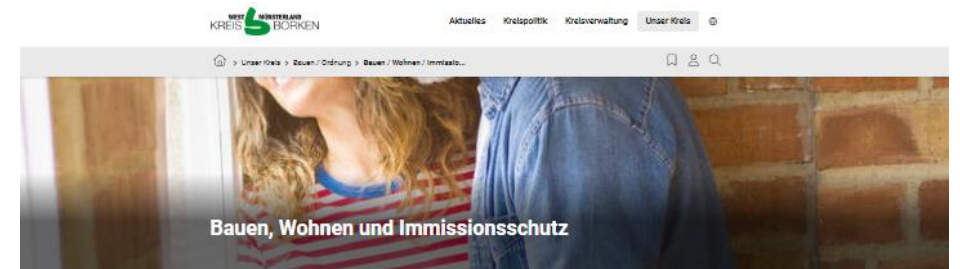 WEST MÜNSTERLAND
KREIS BORKEN
Aktuelles Kreispolitik Kreisverwaltung Unser Kreis
> Unser Kreis > Bauen / Ordnung > Bauen / Wohnen / Immissio...
Bauen, Wohnen und Immissionsschutz